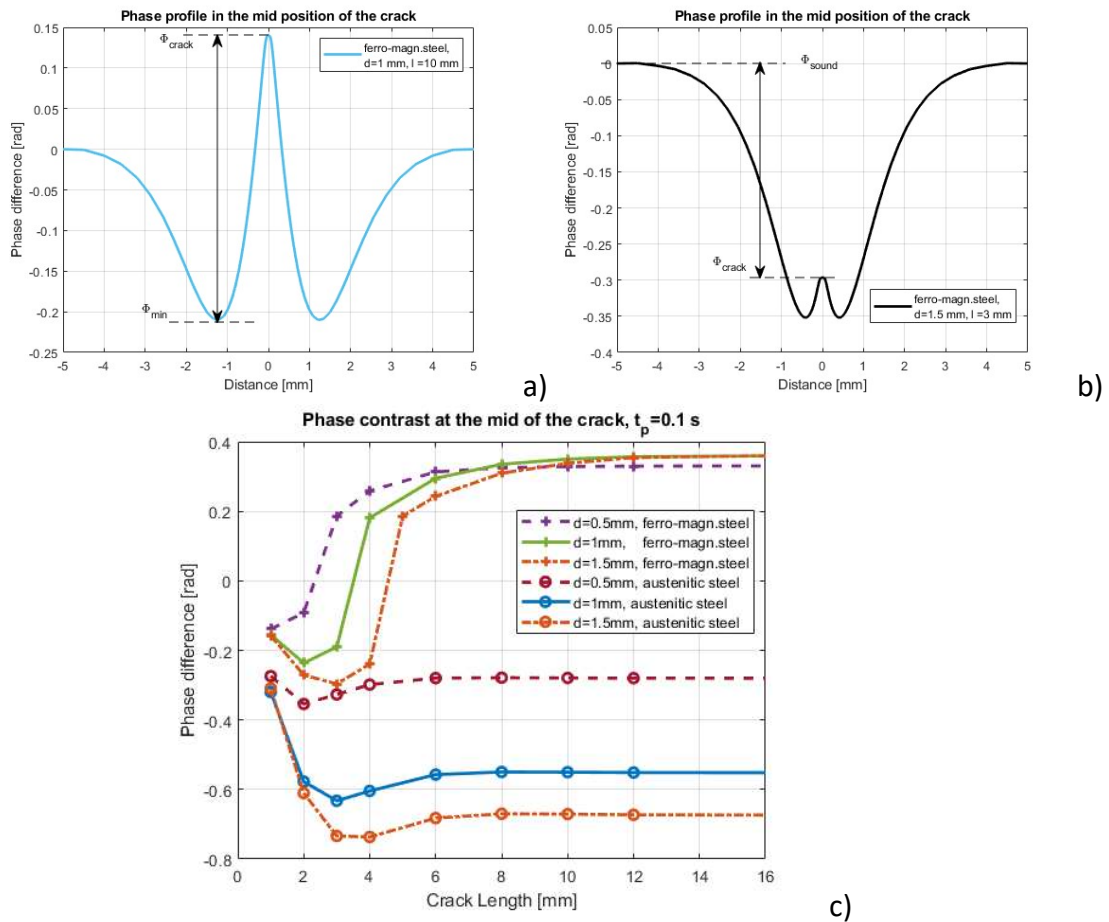 Phase profile in the mid position of the crack
0.15
0.1
0.05
0
-0.05
-0.1
-0.15
-0.2
-0.25
Phase difference [rad]
Φcrack
Φmin
ferro-magn.steel,
d=1 mm, l =10 mm
-5 -4 -3 -2 -1 0 1 2 3 4 5
Distance [mm]
a)
Phase profile in the mid position of the crack
0.05
0
-0.05
-0.1
-0.15
-0.2
-0.25
-0.3
-0.35
-0.4
Phase difference [rad]
Φsound
Φcrack
ferro-magn.steel,
d=1.5 mm, l =3 mm
-5 -4 -3 -2 -1 0 1 2 3 4 5
Distance [mm]
b)
Phase contrast at the mid of the crack, t_p=0.1 s
0.4
0.2
0
-0.2
-0.4
-0.6
-0.8
Phase difference [rad]
d=0.5mm, ferro-magn.steel
d=1mm, ferro-magn.steel
d=1.5mm, ferro-magn.steel
d=0.5mm, austenitic steel
d=1mm, austenitic steel
d=1.5mm, austenitic steel
0 2 4 6 8 10 12 14 16
Crack Length [mm]
c)